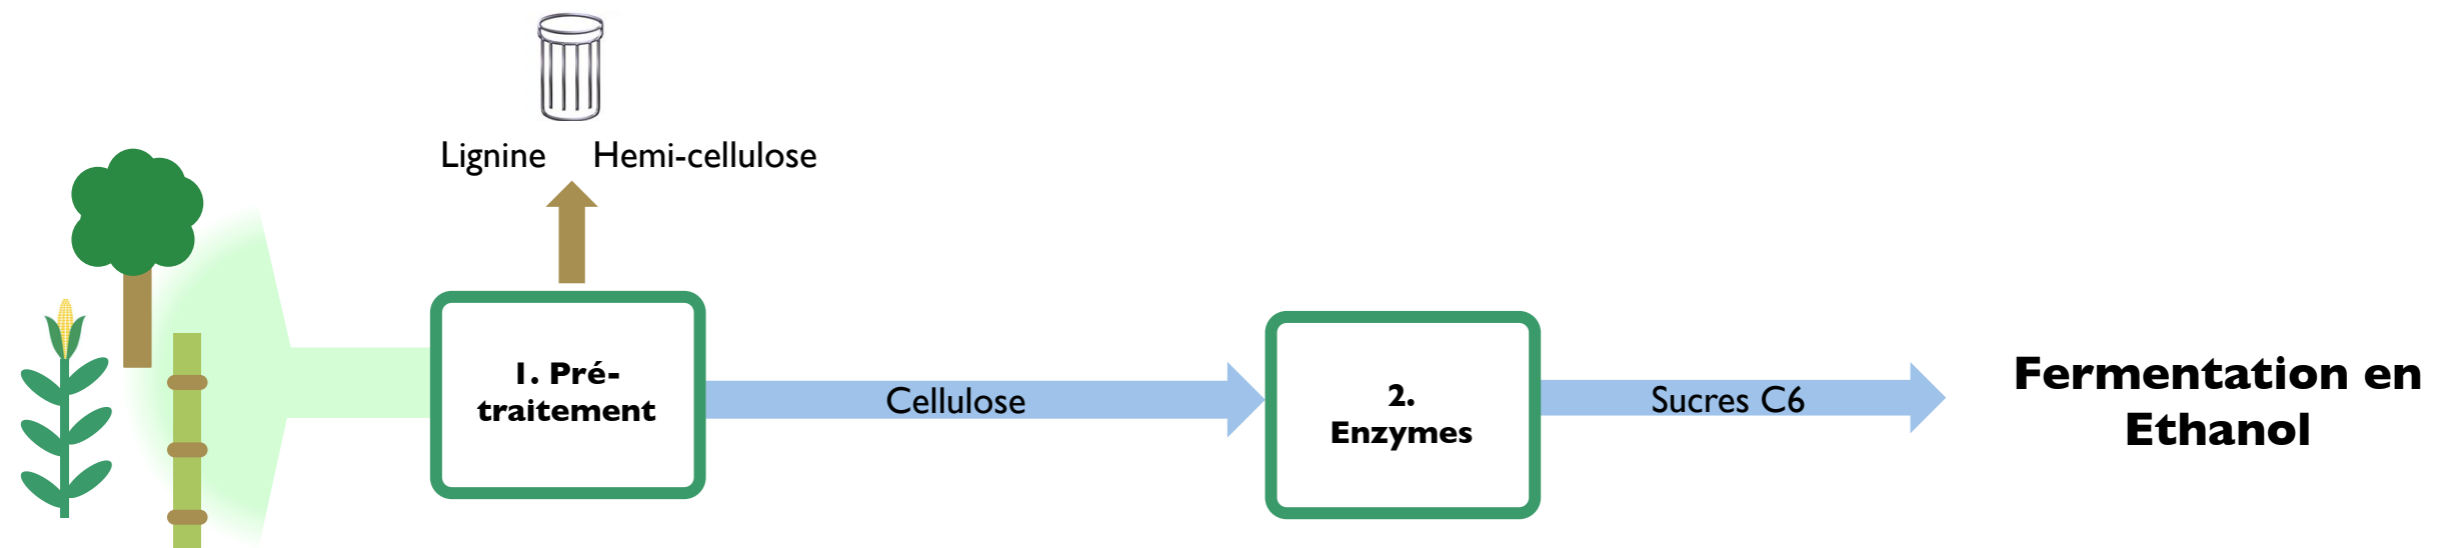 Lignine Hemi-cellulose
1. Pré-
traitement
Cellulose
2.
Enzymes
Sucres C6
Fermentation en
Ethanol